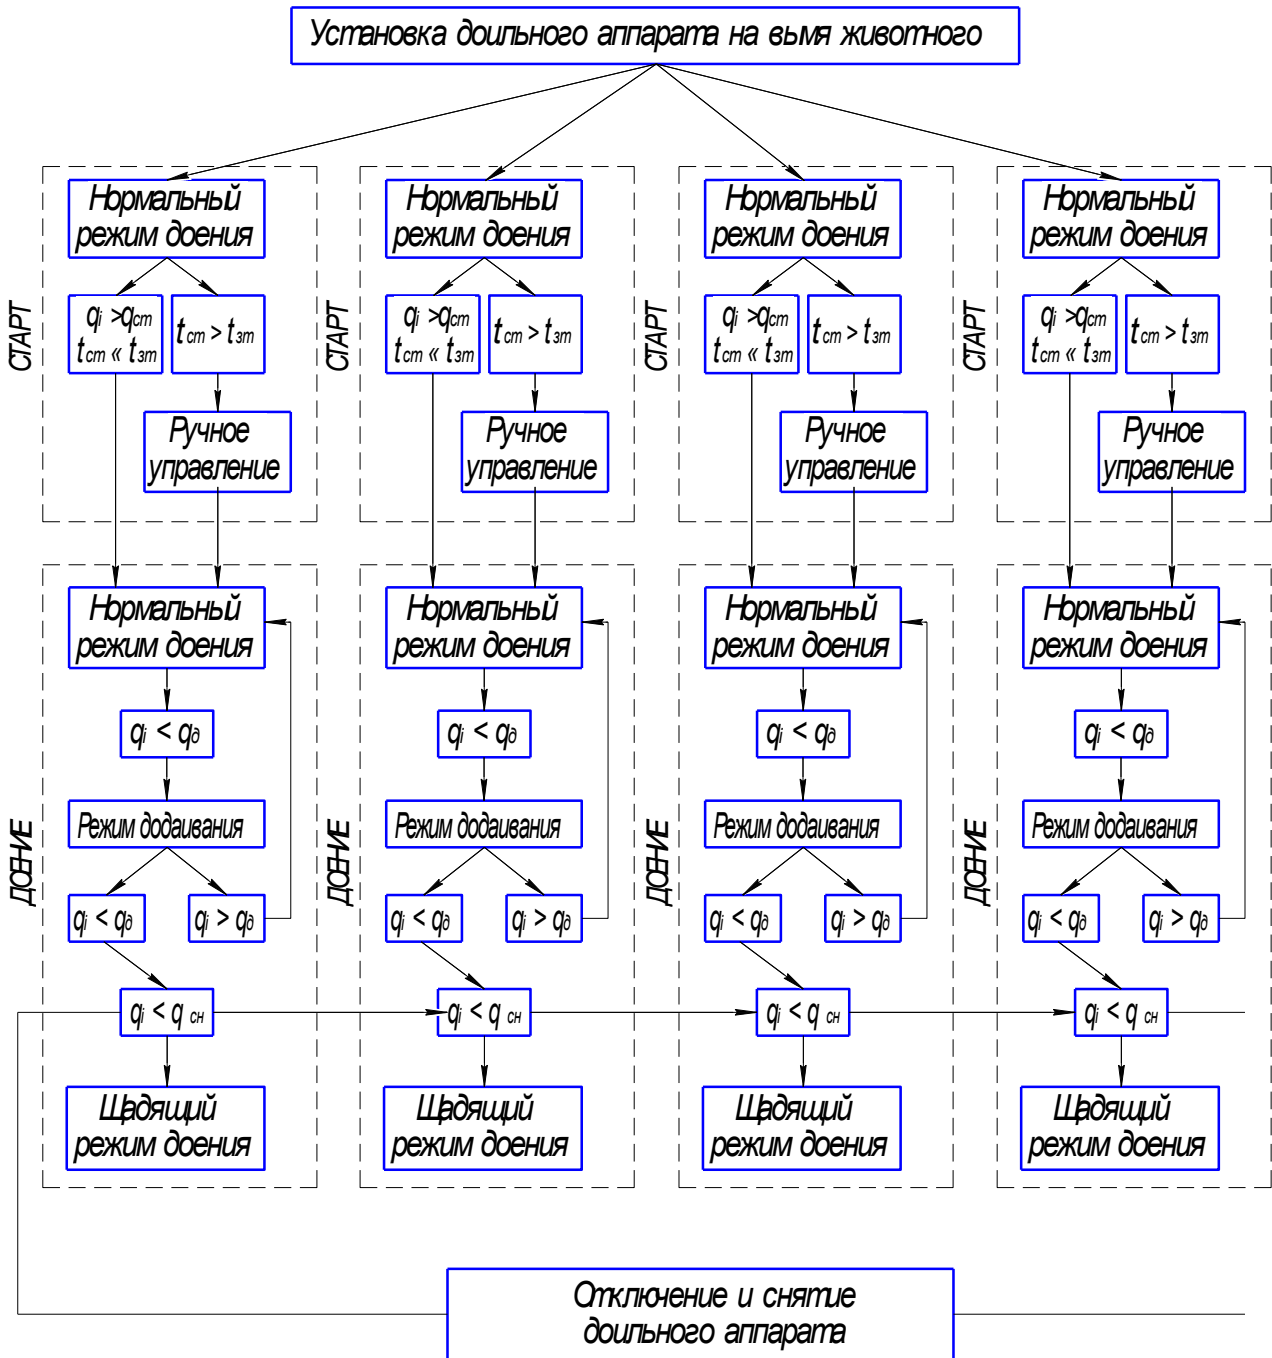 Установка доильного аппарата на вымя животного
СТАРТ
Нормальный
режим доения
qi >qст
tст « tзт
tст > tзт
Ручное
управление
СТАРТ
Нормальный
режим доения
qi >qст
tст « tзт
tст > tзт
Ручное
управление
СТАРТ
Нормальный
режим доения
qi >qст
tст « tзт
tст > tзт
Ручное
управление
СТАРТ
Нормальный
режим доения
qi >qст
tст « tзт
tст > tзт
Ручное
управление
ДОЕНИЕ
Нормальный
режим доения
qi < qд
Режим додаивания
qi < qд
qi > qд
qi < q сн
Щадящий
режим доения
ДОЕНИЕ
Нормальный
режим доения
qi < qд
Режим додаивания
qi < qд
qi > qд
qi < q сн
Щадящий
режим доения
ДОЕНИЕ
Нормальный
режим доения
qi < qд
Режим додаивания
qi < qд
qi > qд
qi < q сн
Щадящий
режим доения
ДОЕНИЕ
Нормальный
режим доения
qi < qд
Режим додаивания
qi < qд
qi > qд
qi < q сн
Щадящий
режим доения
Отключение и снятие
доильного аппарата